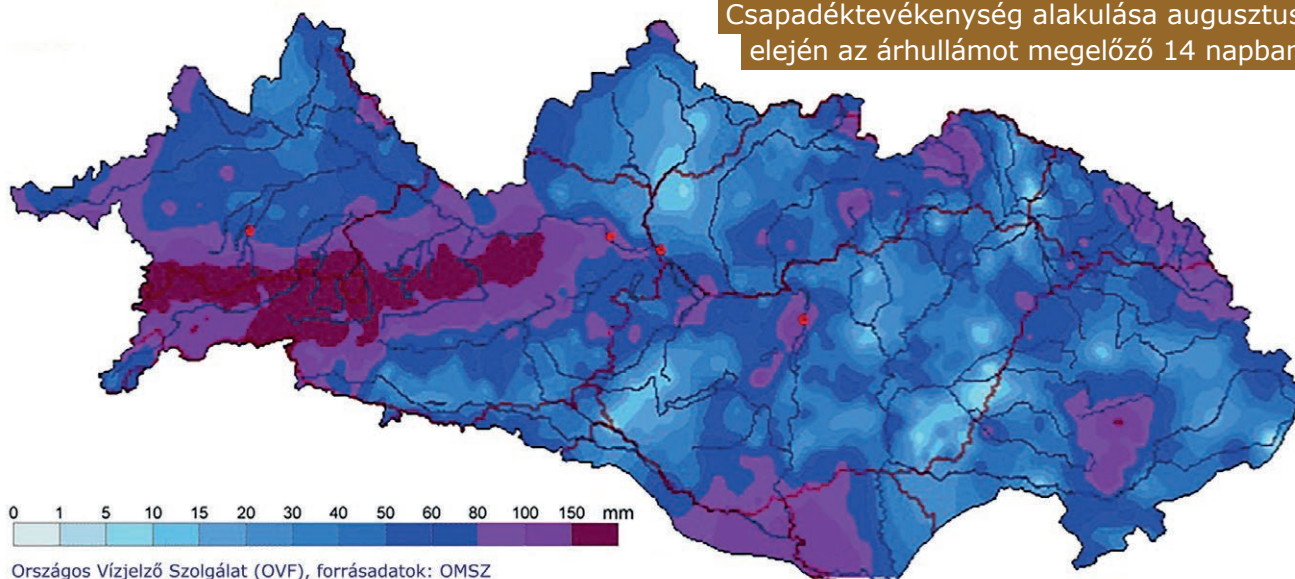 Csapadéktevékenység alakulása augusztus
elején az árhullámot megelőző 14 napban
0 1 5 10 15 20 30 40 50 60 80 100 150 mm
Országos Vízjelző Szolgálat (OVF), forrásadatok: OMSZ